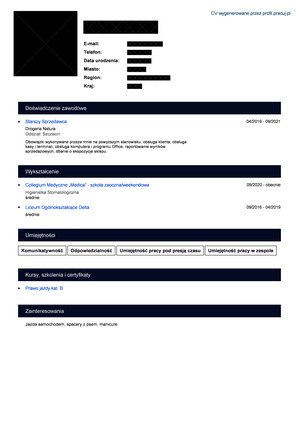 CV wygenerowane przez profil.pracuj.pl
E-mail:
Telefon:
Data urodzenia:
Miasto:
Region:
Kraj:
Doświadczenie zawodowe
Starszy Sprzedawca 04/2019 - 09/2021
Drogeria Natura
Oddział: Szczecin
Obowiązki wykonywane przeze mnie na powyższym stanowisku: obsługa klienta, obsługa
kasy i terminali, obsługa komputera i programu Office, raportowanie wyników
sprzedażowych, dbanie o ekspozycje sklepu.
Wykształcenie
Collegium Medyczne „Medica” - szkoła zaoczna/weekendowa 09/2020 - obecnie
Higienistka Stomatologiczna
średnie
Liceum Ogólnokształcące Delta 09/2016 - 04/2019
średnie
Umiejętności
Komunikatywność Odpowiedzialność Umiejętność pracy pod presją czasu Umiejętność pracy w zespole
Kursy, szkolenia i certyfikaty
Prawo jazdy kat. B
Zainteresowania
Jazda samochodem, spacery z psem, manicure